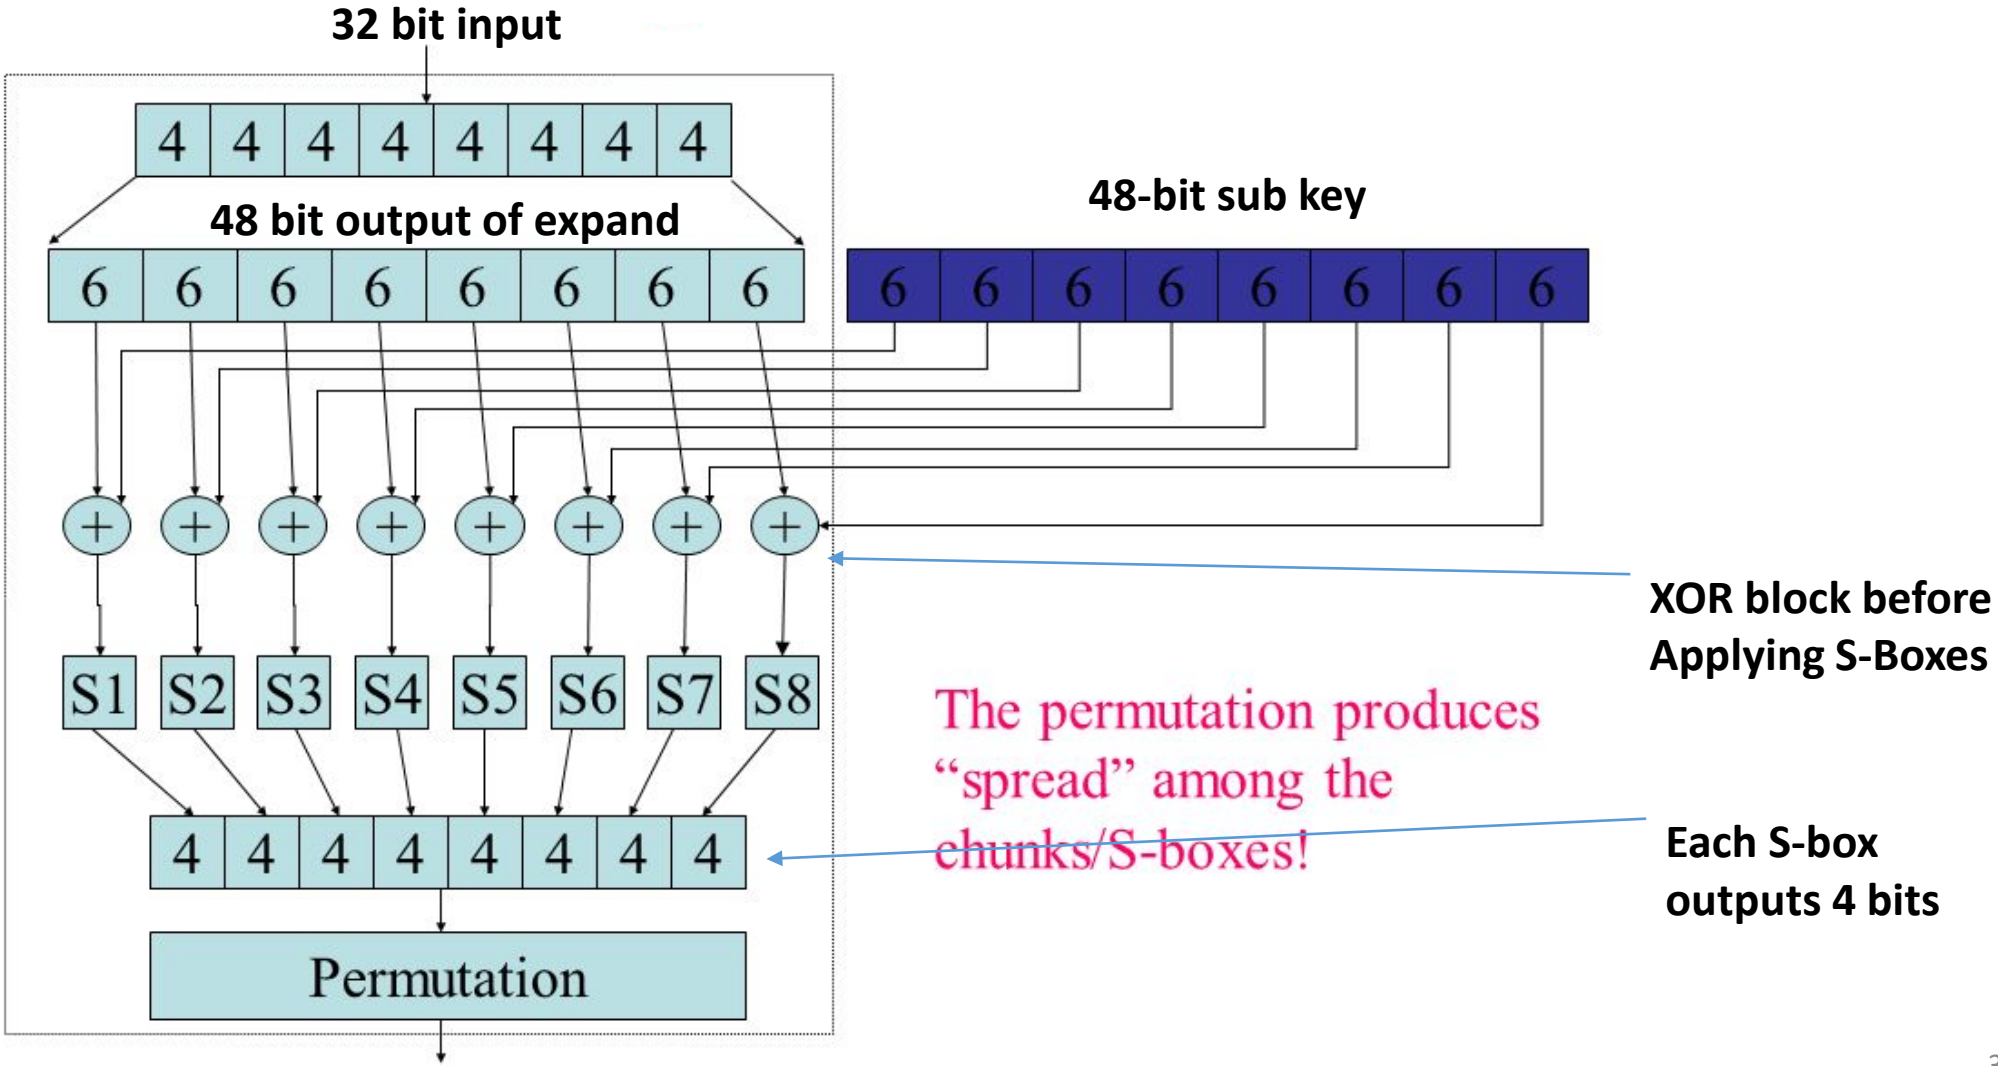 32 bit input
4 4 4 4 4 4 4 4
48 bit output of expand
48-bit sub key
6 6 6 6 6 6 6 6
6 6 6 6 6 6 6 6
+ + + + + + + +
XOR block before
Applying S-Boxes
S1 S2 S3 S4 S5 S6 S7 S8
The permutation produces
“spread” among the
chunks/S-boxes!
4 4 4 4 4 4 4 4
Each S-box
outputs 4 bits
Permutation